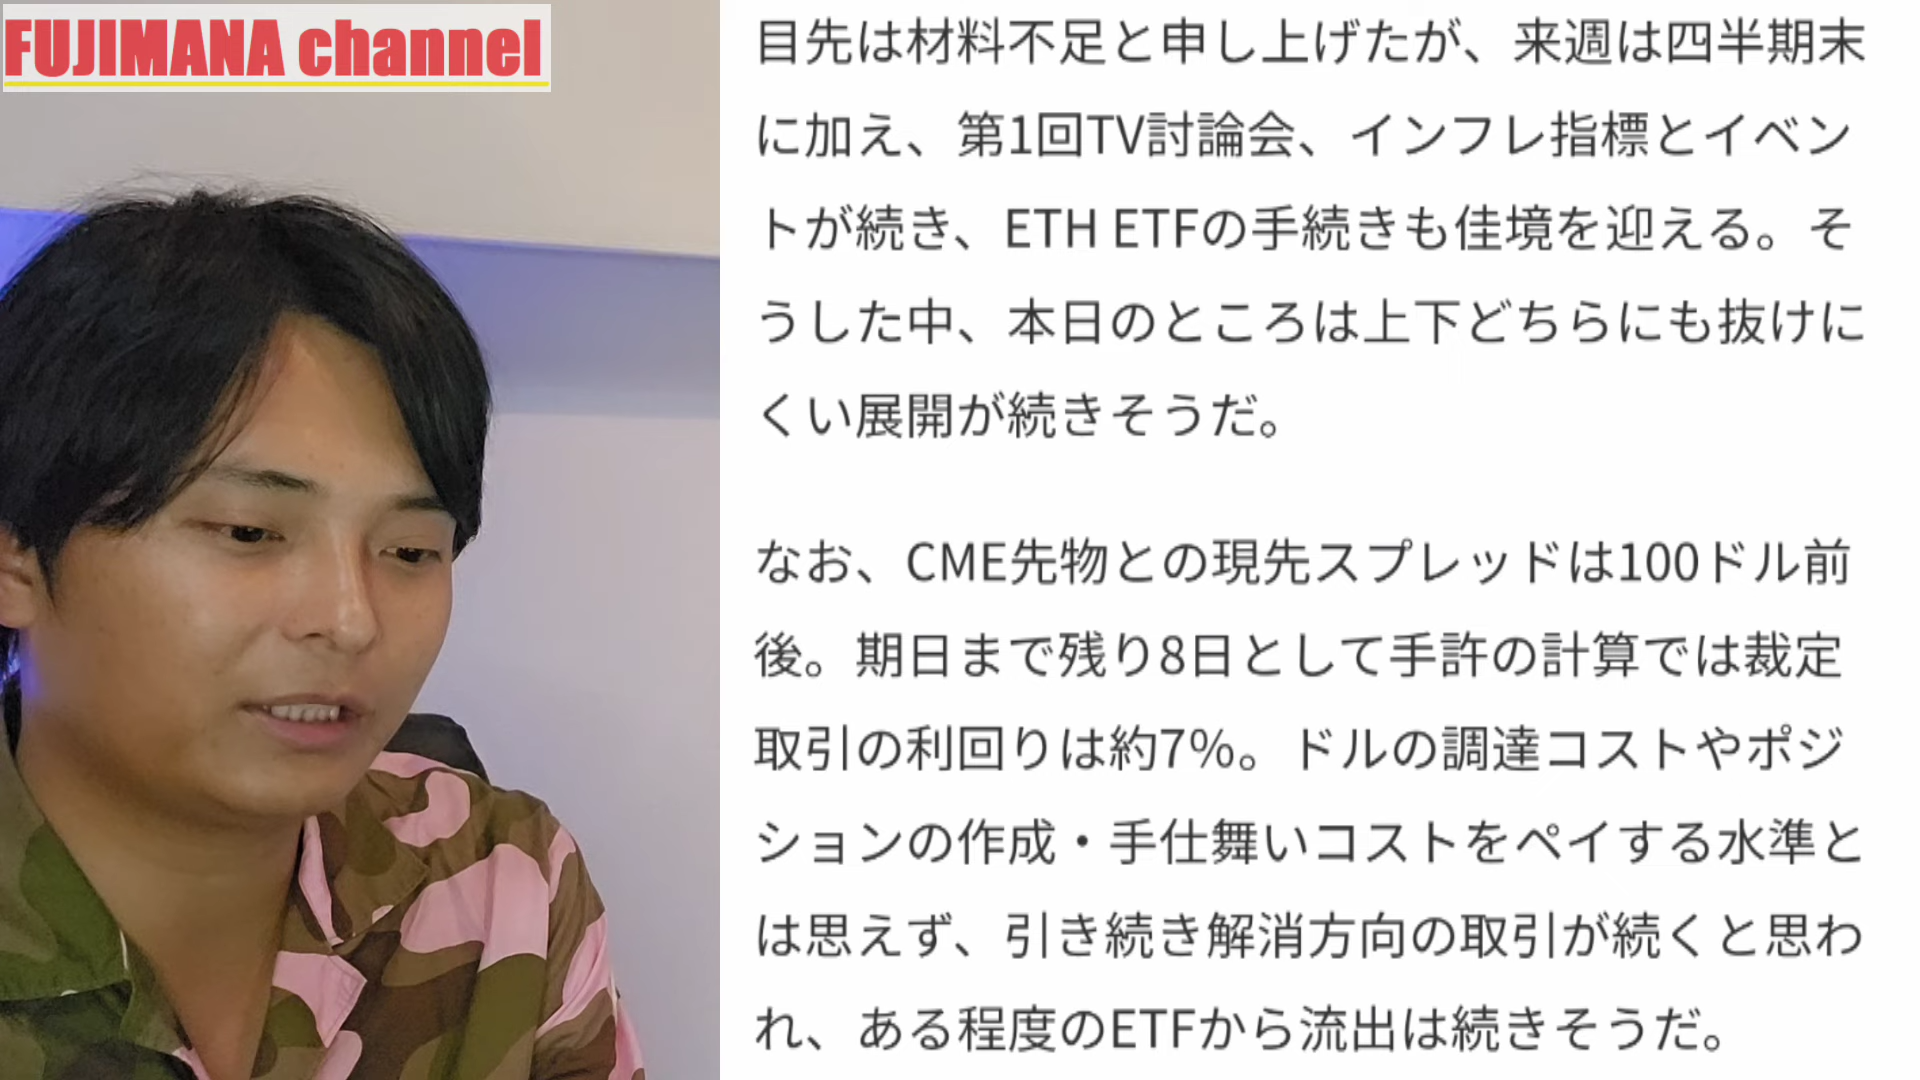 FUJIMANA channel
目先は材料不足と申し上げたが、来週は四半期末
に加え、第1回TV討論会、インフレ指標とイベン
トが続き、ETH ETFの手続きも佳境を迎える。そ
うした中、本日のところは上下どちらにも抜けに
くい展開が続きそうだ。
なお、CME先物との現先スプレッドは100ドル前
後。期日まで残り8日として手許の計算では裁定
取引の利回りは約7%。ドルの調達コストやポジ
ションの作成・手仕舞いコストをペイする水準と
は思えず、引き続き解消方向の取引が続くと思わ
れ、ある程度のETFから流出は続きそうだ。